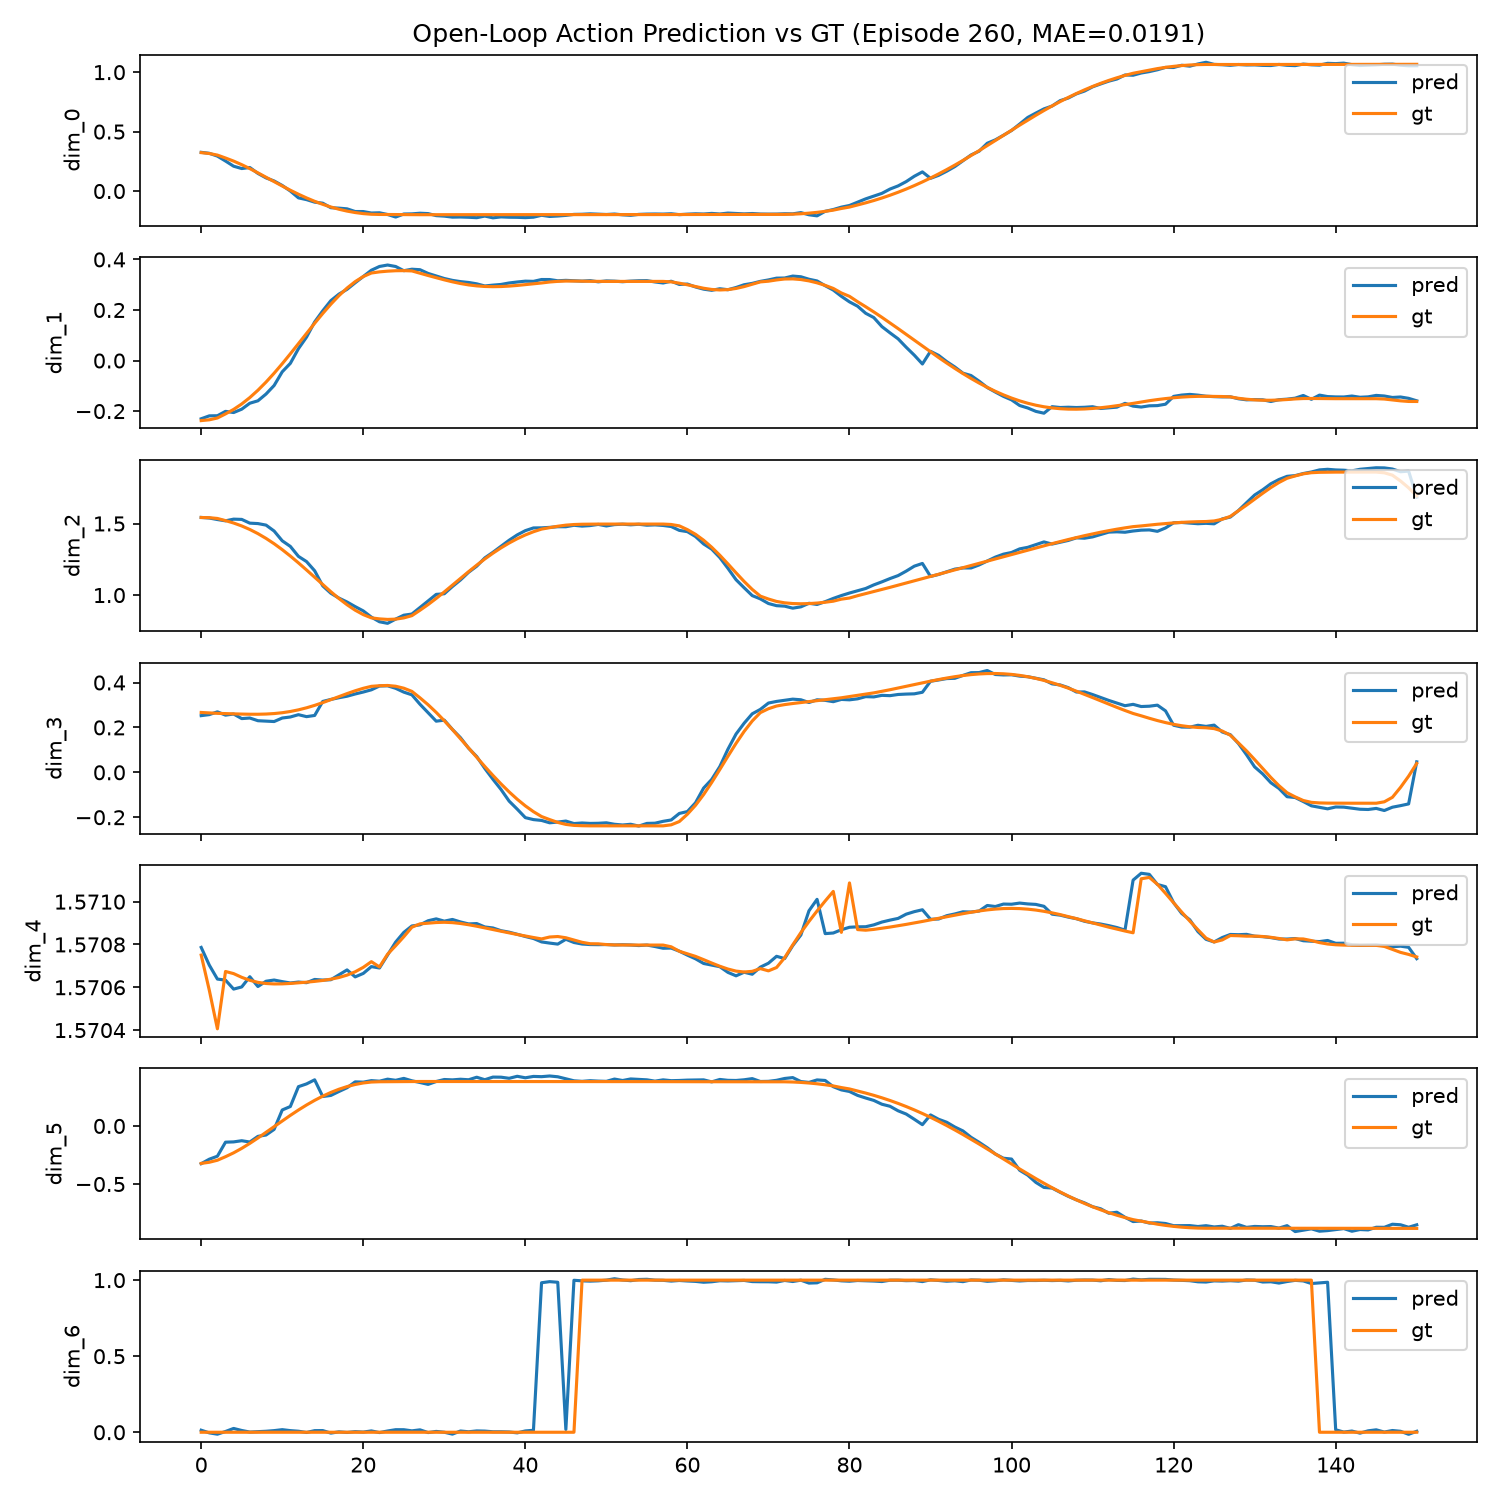 Open-Loop Action Prediction vs GT (Episode 260, MAE=0.0191)
dim_0
1.0
0.5
0.0
pred
gt
dim_1
0.4
0.2
0.0
−0.2
pred
gt
dim_2
1.5
1.0
pred
gt
dim_3
0.4
0.2
0.0
−0.2
pred
gt
dim_4
1.5710
1.5708
1.5706
1.5704
pred
gt
dim_5
0.0
−0.5
pred
gt
dim_6
1.0
0.5
0.0
pred
gt
0 20 40 60 80 100 120 140